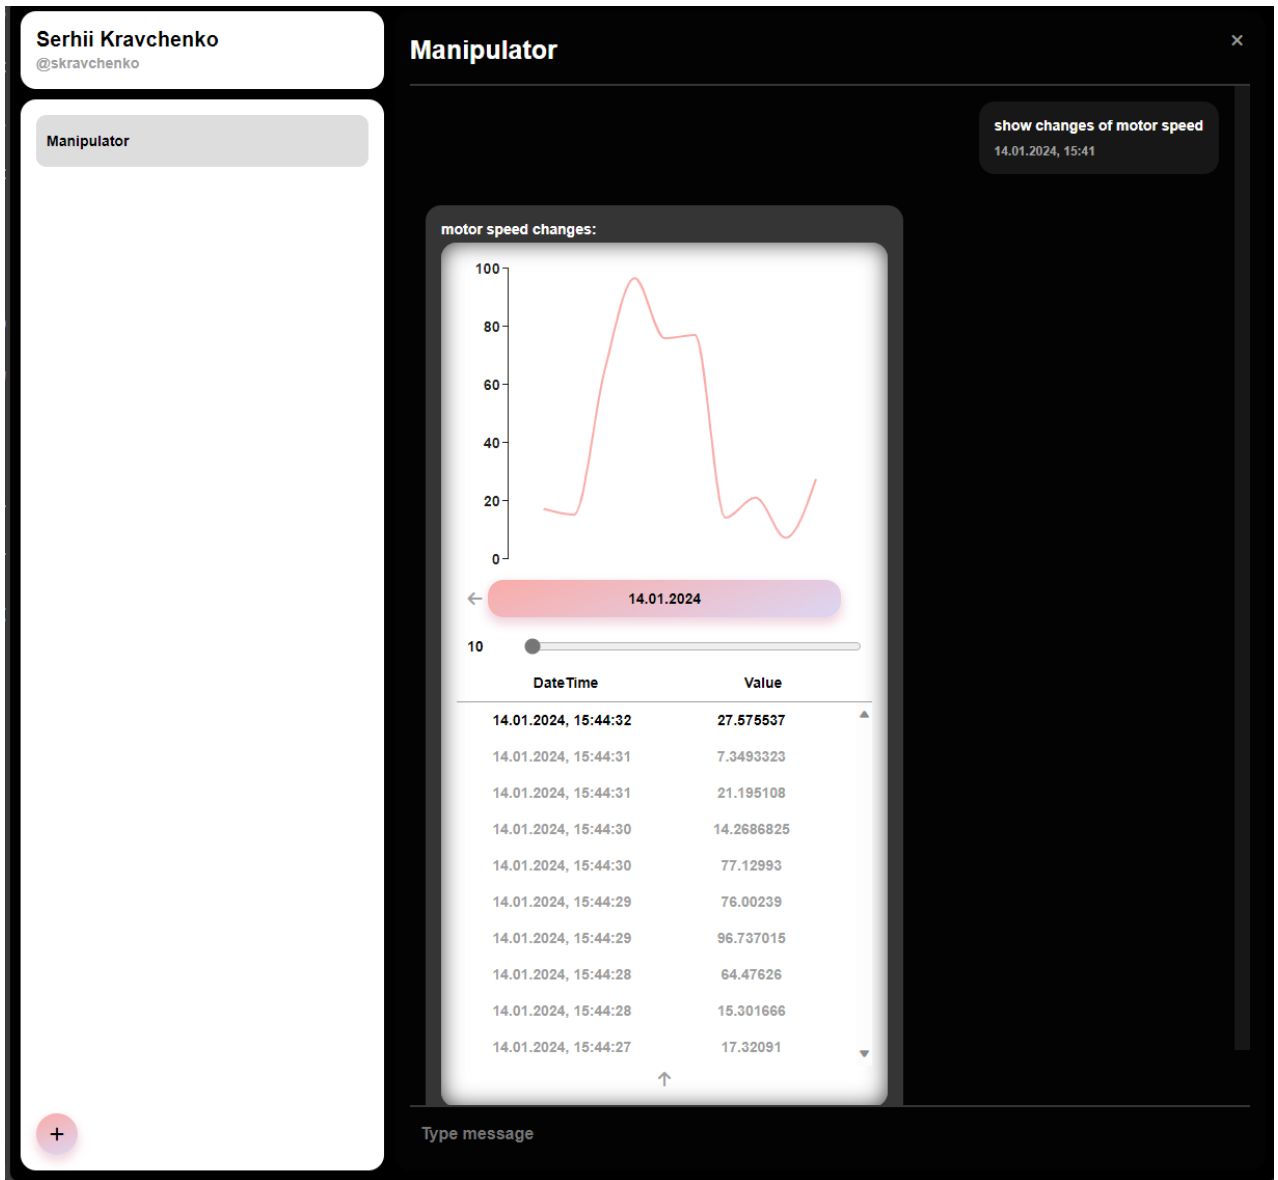 Serhii Kravchenko
@skravchenko
Manipulator
+
Manipulator
×
show changes of motor speed
14.01.2024, 15:41
motor speed changes:
100
80
60
40
20
0
← 14.01.2024
10
DateTime Value
14.01.2024, 15:44:32 27.575537
14.01.2024, 15:44:31 7.3493323
14.01.2024, 15:44:31 21.195108
14.01.2024, 15:44:30 14.2686825
14.01.2024, 15:44:30 77.12993
14.01.2024, 15:44:29 76.00239
14.01.2024, 15:44:29 96.737015
14.01.2024, 15:44:28 64.47626
14.01.2024, 15:44:28 15.301666
14.01.2024, 15:44:27 17.32091
↑
Type message